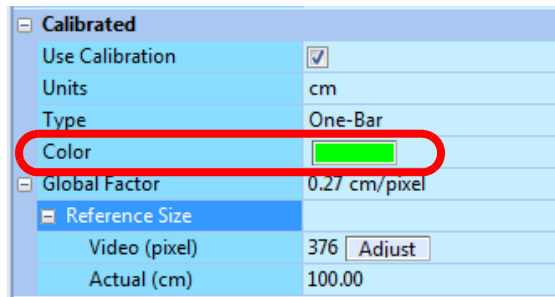 Calibrated
Use Calibration
Units cm
Type One-Bar
Color
Global Factor 0.27 cm/pixel
Reference Size
Video (pixel) 376 Adjust
Actual (cm) 100.00